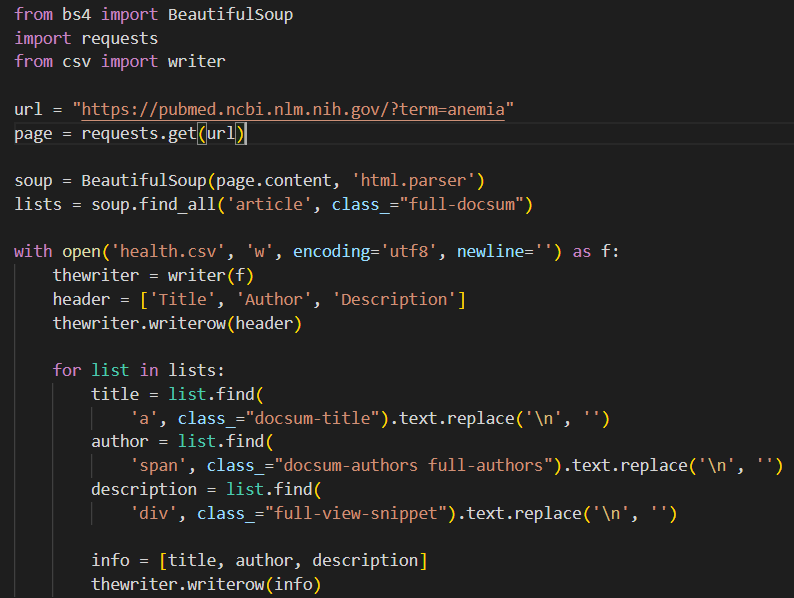 from bs4 import BeautifulSoup
import requests
from csv import writer

url = "https://pubmed.ncbi.nlm.nih.gov/?term=anemia"
page = requests.get(url)

soup = BeautifulSoup(page.content, 'html.parser')
lists = soup.find_all('article', class_="full-docsum")

with open('health.csv', 'w', encoding='utf8', newline='') as f:
    thewriter = writer(f)
    header = ['Title', 'Author', 'Description']
    thewriter.writerow(header)

    for list in lists:
        title = list.find(
            'a', class_="docsum-title").text.replace('\n', '')
        author = list.find(
            'span', class_="docsum-authors full-authors").text.replace('\n', '')
        description = list.find(
            'div', class_="full-view-snippet").text.replace('\n', '')

        info = [title, author, description]
        thewriter.writerow(info)